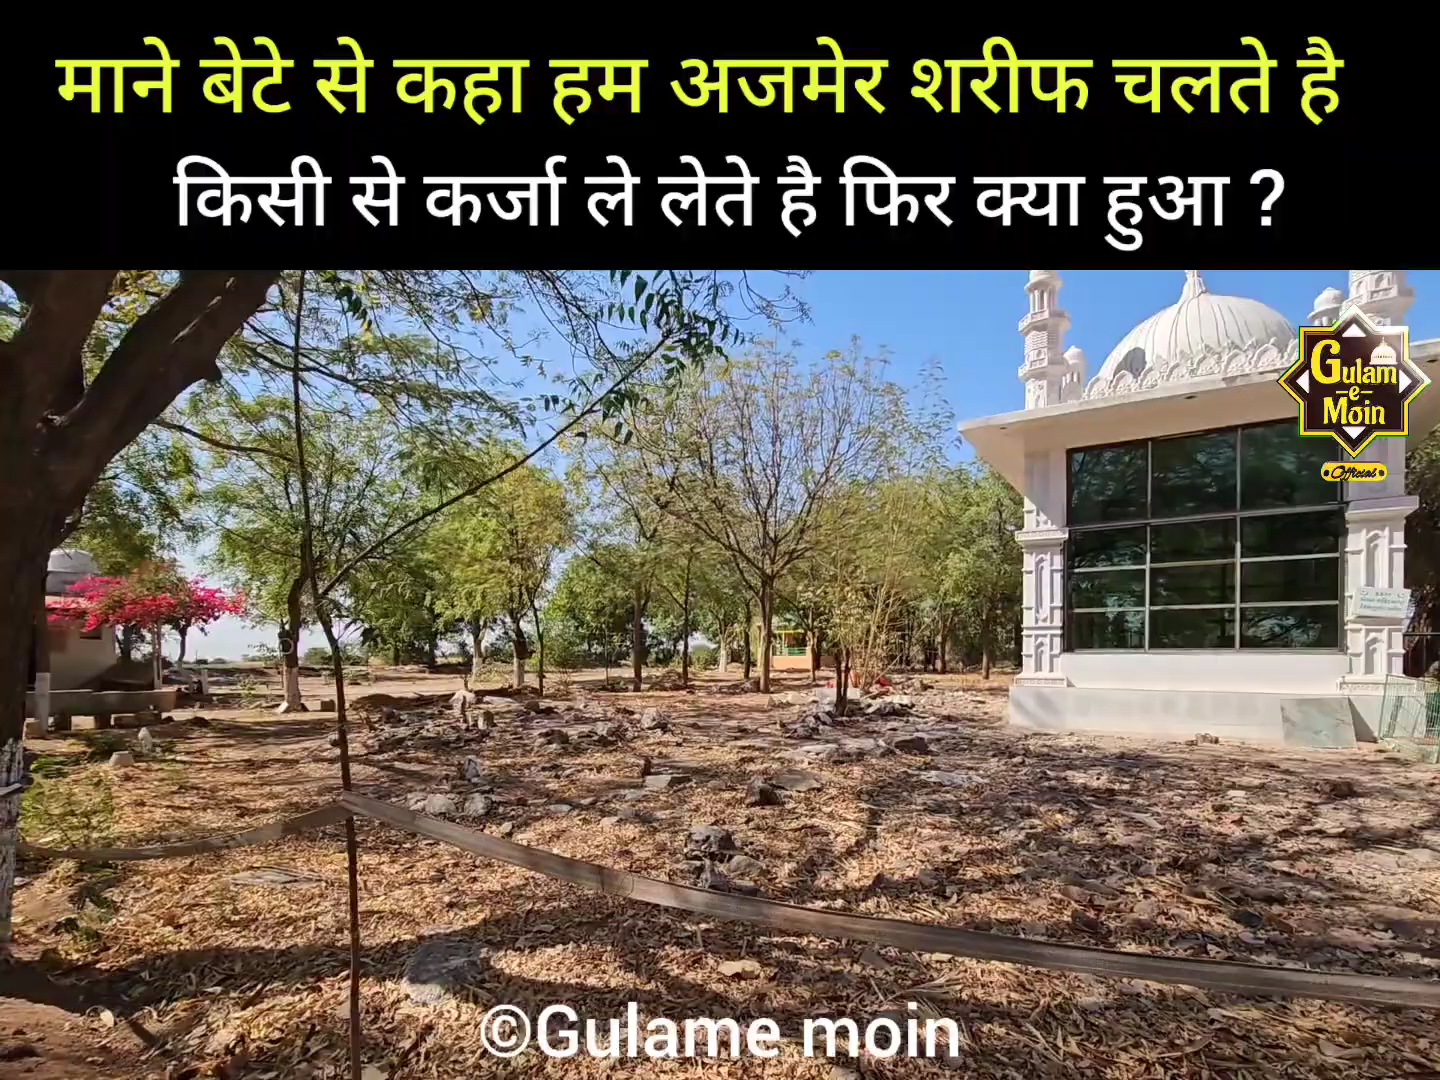 माने बेटे से कहा हम अजमेर शरीफ चलते है
किसी से कर्जा ले लेते है फिर क्या हुआ ?
Gulam
-e-
Moin
Official
©Gulame moin